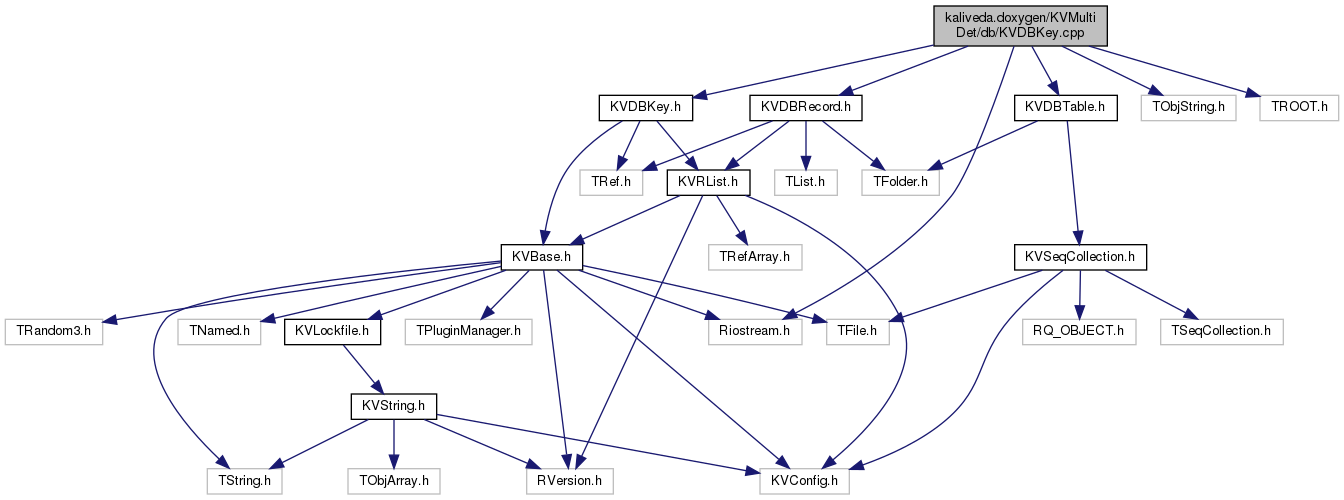 kaliveda.doxygen/KVMulti
Det/db/KVDBKey.cpp
KVDBKey.h
KVDBRecord.h
KVDBTable.h
TObjString.h
TROOT.h
TRef.h
KVRList.h
TList.h
TFolder.h
KVBase.h
TRefArray.h
KVSeqCollection.h
TRandom3.h
TNamed.h
KVLockfile.h
TPluginManager.h
Riostream.h
TFile.h
RQ_OBJECT.h
TSeqCollection.h
KVString.h
TString.h
TObjArray.h
RVersion.h
KVConfig.h